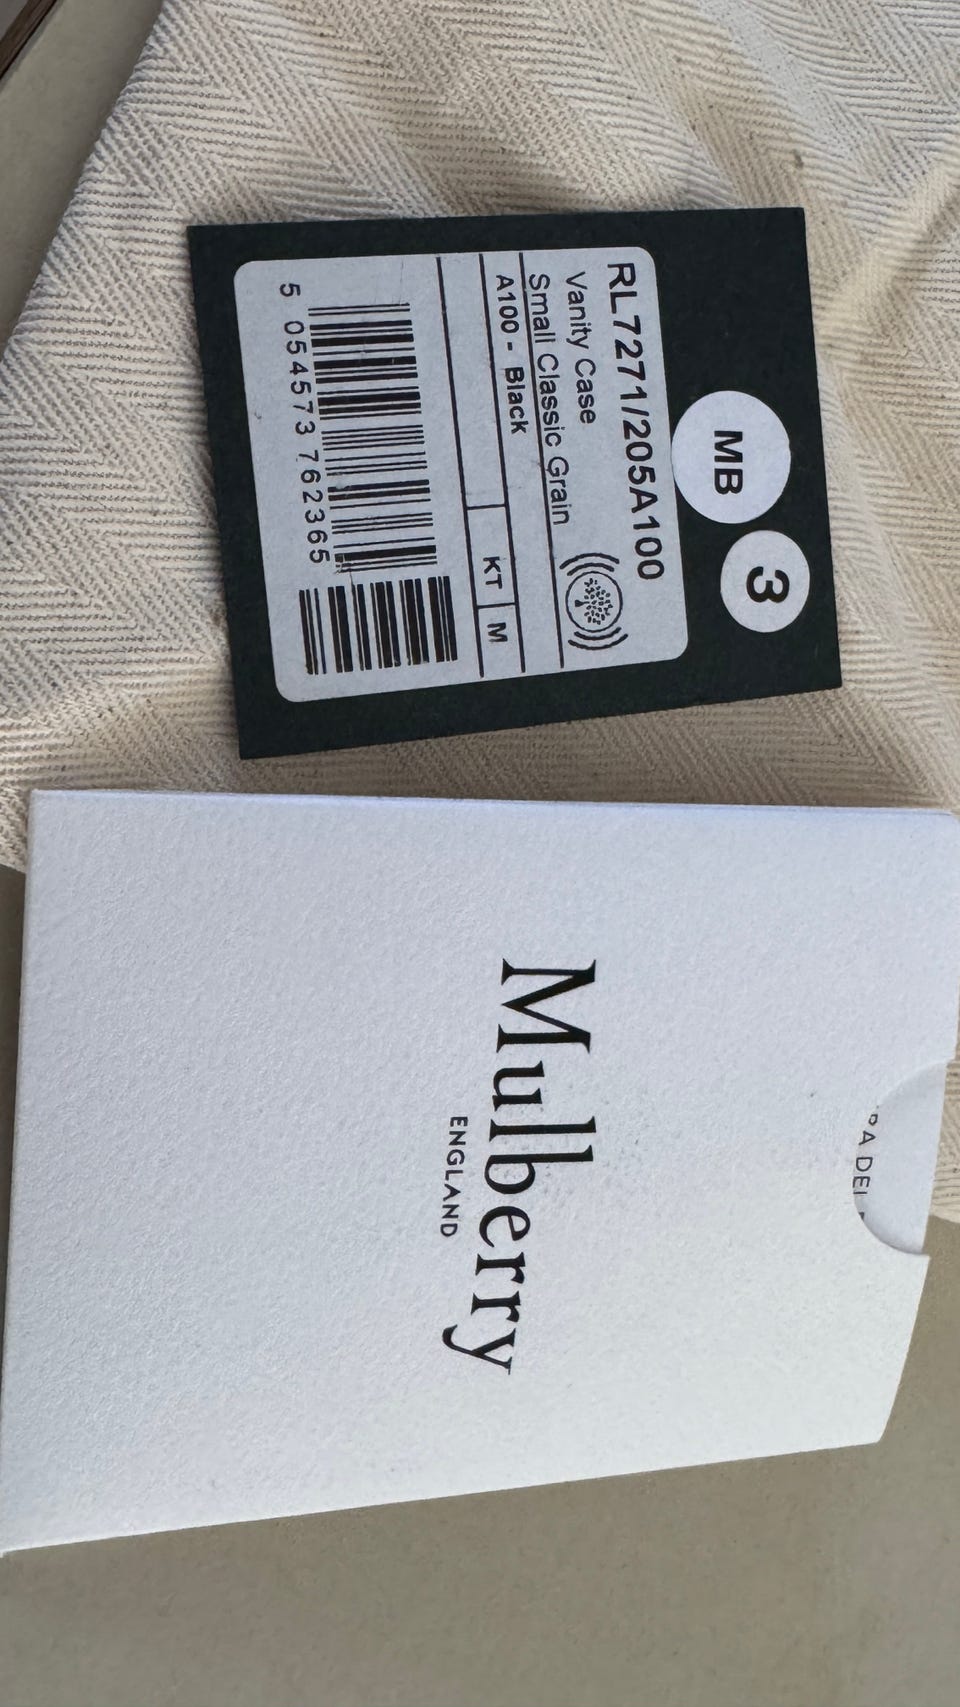 MB
3
RL7271/205A100
Vanity Case
Small Classic Grain
A100 - Black
KT M
5 054573 762365
Mulberry
ENGLAND